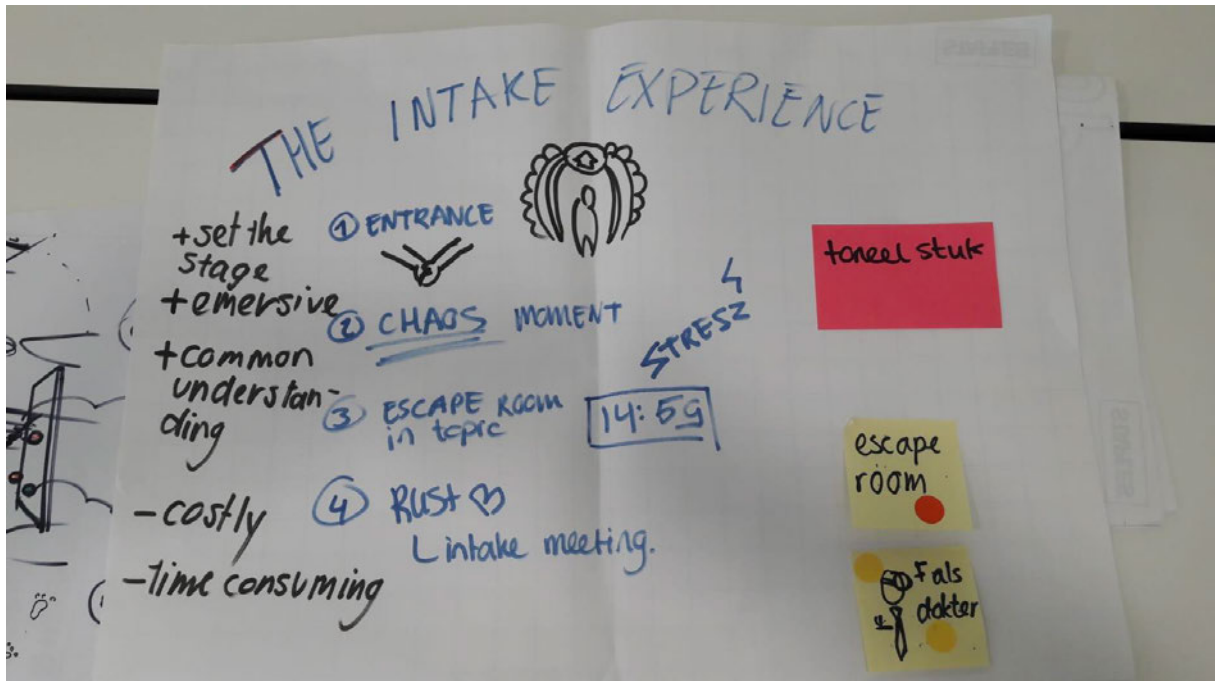 THE INTAKE EXPERIENCE
+set the
stage
+emersive
+common
understan-
ding
-costly
-time consuming
① ENTRANCE
② CHAOS MOMENT
③ ESCAPE ROOM
in topic
④ RUST ♡
intake meeting.
STRESZ
14:59
toneel stuk
escape
room
Fals
dokter